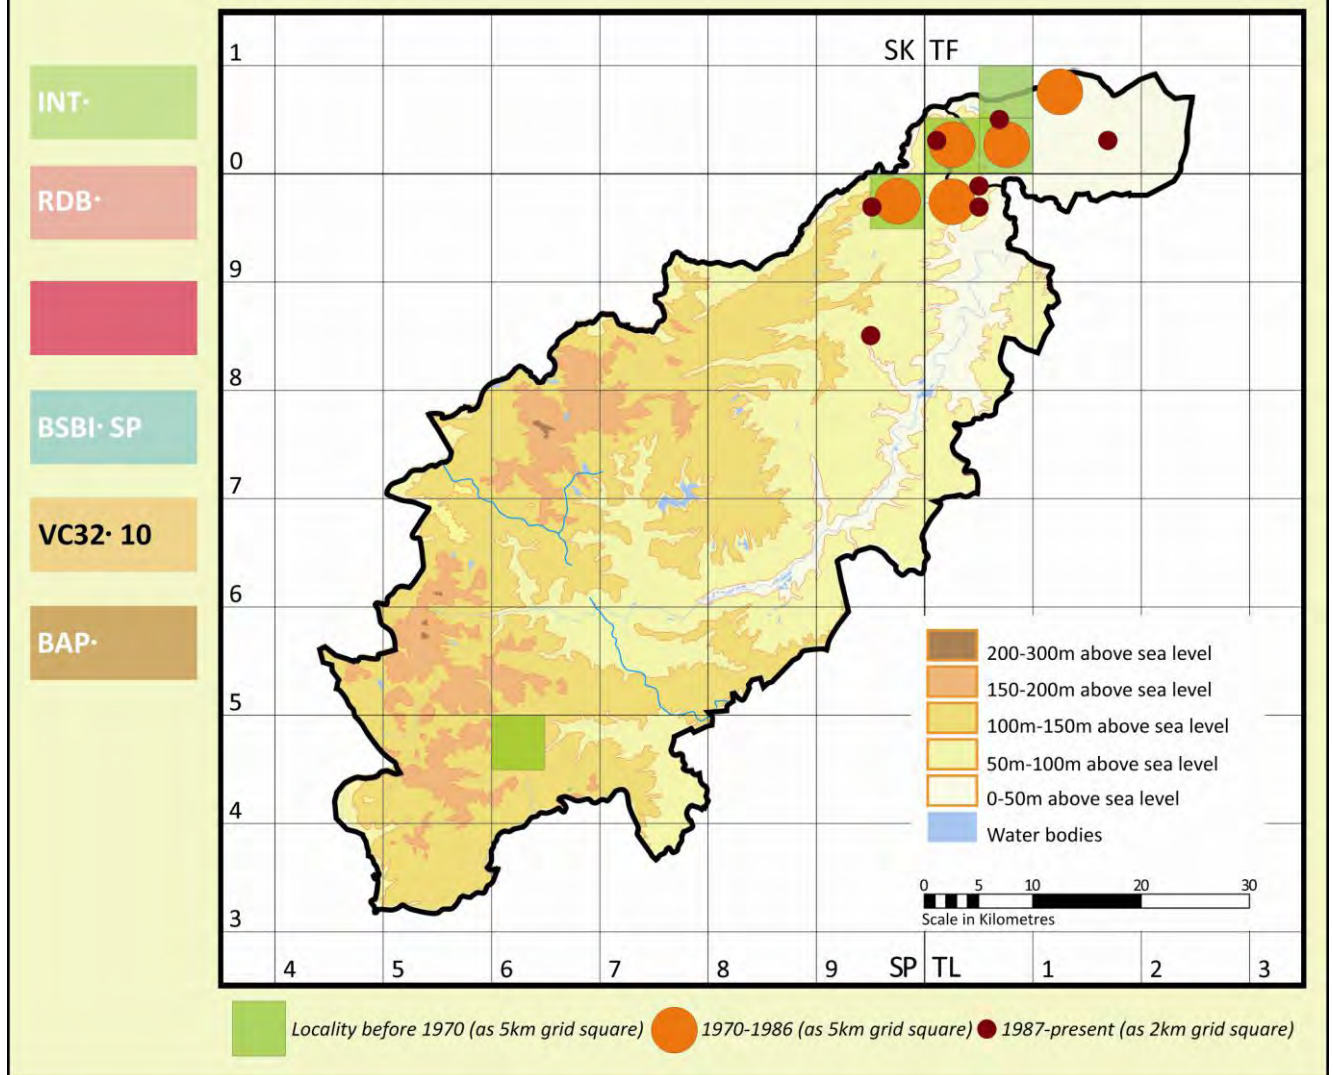 INT·
RDB·
BSBI· SP
VC32· 10
BAP·
SK TF
1
0
9
8
7
6
5
4
3
4 5 6 7 8 9 SP TL 1 2 3
200-300m above sea level
150-200m above sea level
100m-150m above sea level
50m-100m above sea level
0-50m above sea level
Water bodies
0 5 10 20 30
Scale in Kilometres
Locality before 1970 (as 5km grid square) 1970-1986 (as 5km grid square) 1987-present (as 2km grid square)